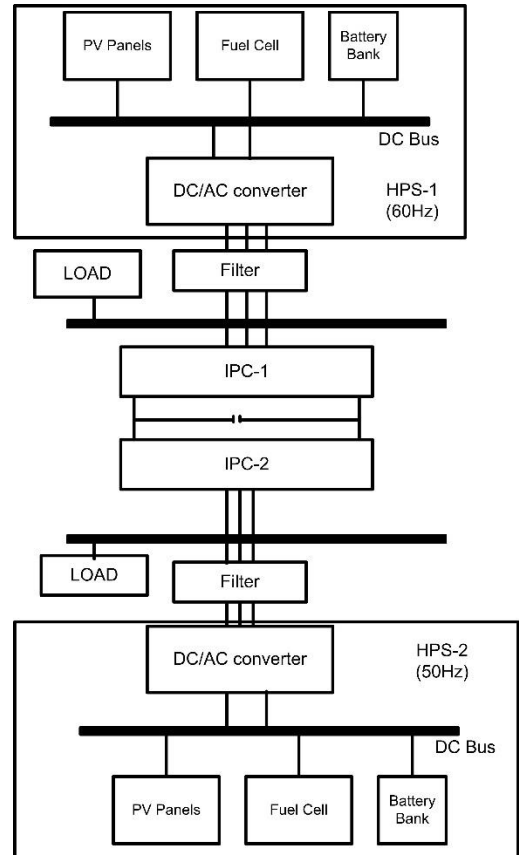 PV Panels
Fuel Cell
Battery
Bank
DC Bus
DC/AC converter
HPS-1
(60Hz)
LOAD
Filter
IPC-1
IPC-2
LOAD
Filter
DC/AC converter
HPS-2
(50Hz)
DC Bus
PV Panels
Fuel Cell
Battery
Bank